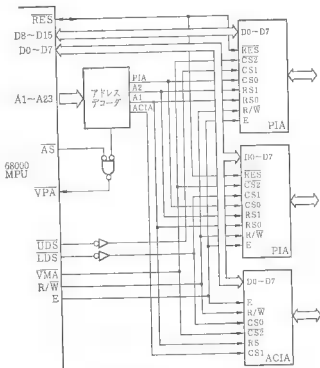 RES
D8~D15
D0~D7
A1~A23
アドレス
デコーダ
PIA
A2
A1
ACIA
AS
68000
MPU
VPA
UDS
LDS
VMA
R/W
E
D0~D7
RES
CS2
CS1
CS0
RS1
RS0
R/W
E
PIA
D0~D7
RES
CS2
CS1
CS0
RS1
RS0
R/W
E
PIA
D0~D7
E
R/W
CS0
CS2
RS
CS1
ACIA